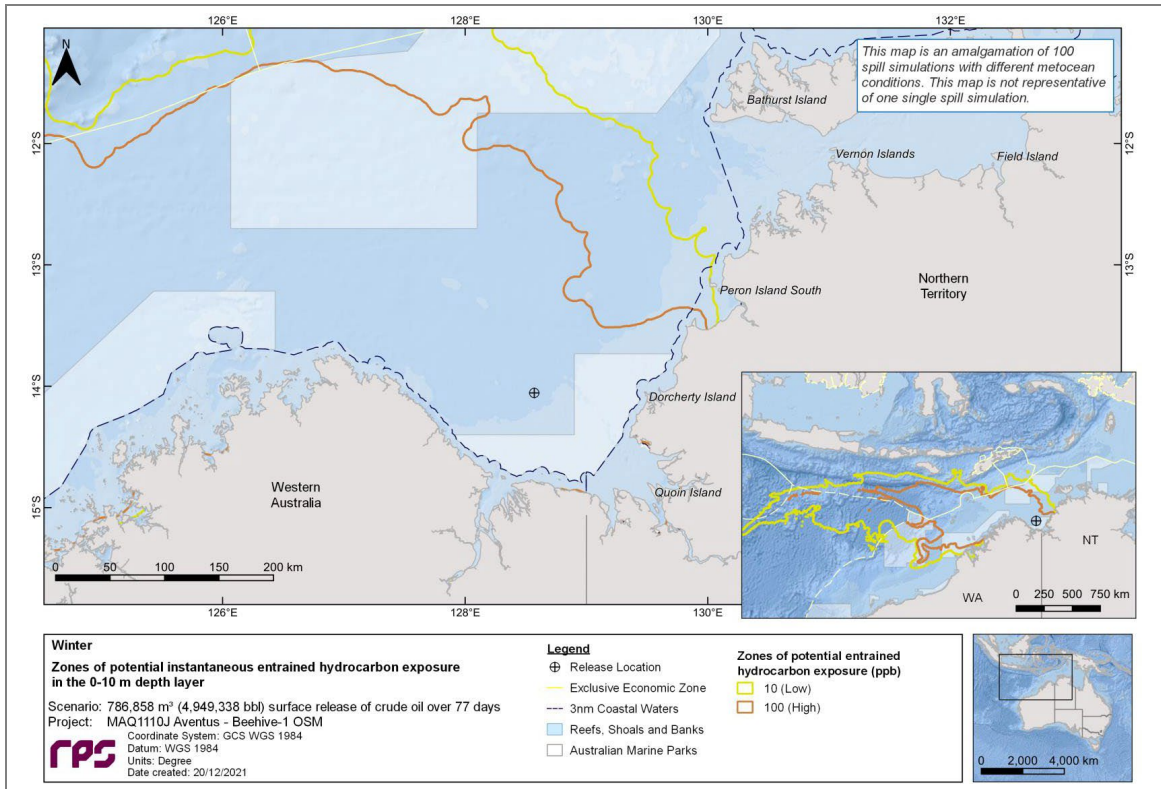 126°E
128°E
130°E
132°E
N
This map is an amalgamation of 100
spill simulations with different metocean
conditions. This map is not representative
of one single spill simulation.
Bathurst Island
12°S
Vernon Islands
Field Island
12°S
13°S
13°S
Northern
Territory
Peron Island South
14°S
Dorcherty Island
Western
Australia
Quoin Island
15°S
0 50 100 150 200 km
NT
WA
0 250 500 750 km
126°E
128°E
130°E
Winter
Zones of potential instantaneous entrained hydrocarbon exposure
in the 0-10 m depth layer
Scenario: 786,858 m³ (4,949,338 bbl) surface release of crude oil over 77 days
Project: MAQ1110J Aventus - Beehive-1 OSM
rps
Coordinate System: GCS WGS 1984
Datum: WGS 1984
Units: Degree
Date created: 20/12/2021
Legend
Release Location
Exclusive Economic Zone
3nm Coastal Waters
Reefs, Shoals and Banks
Australian Marine Parks
Zones of potential entrained
hydrocarbon exposure (ppb)
10 (Low)
100 (High)
0 2,000 4,000 km